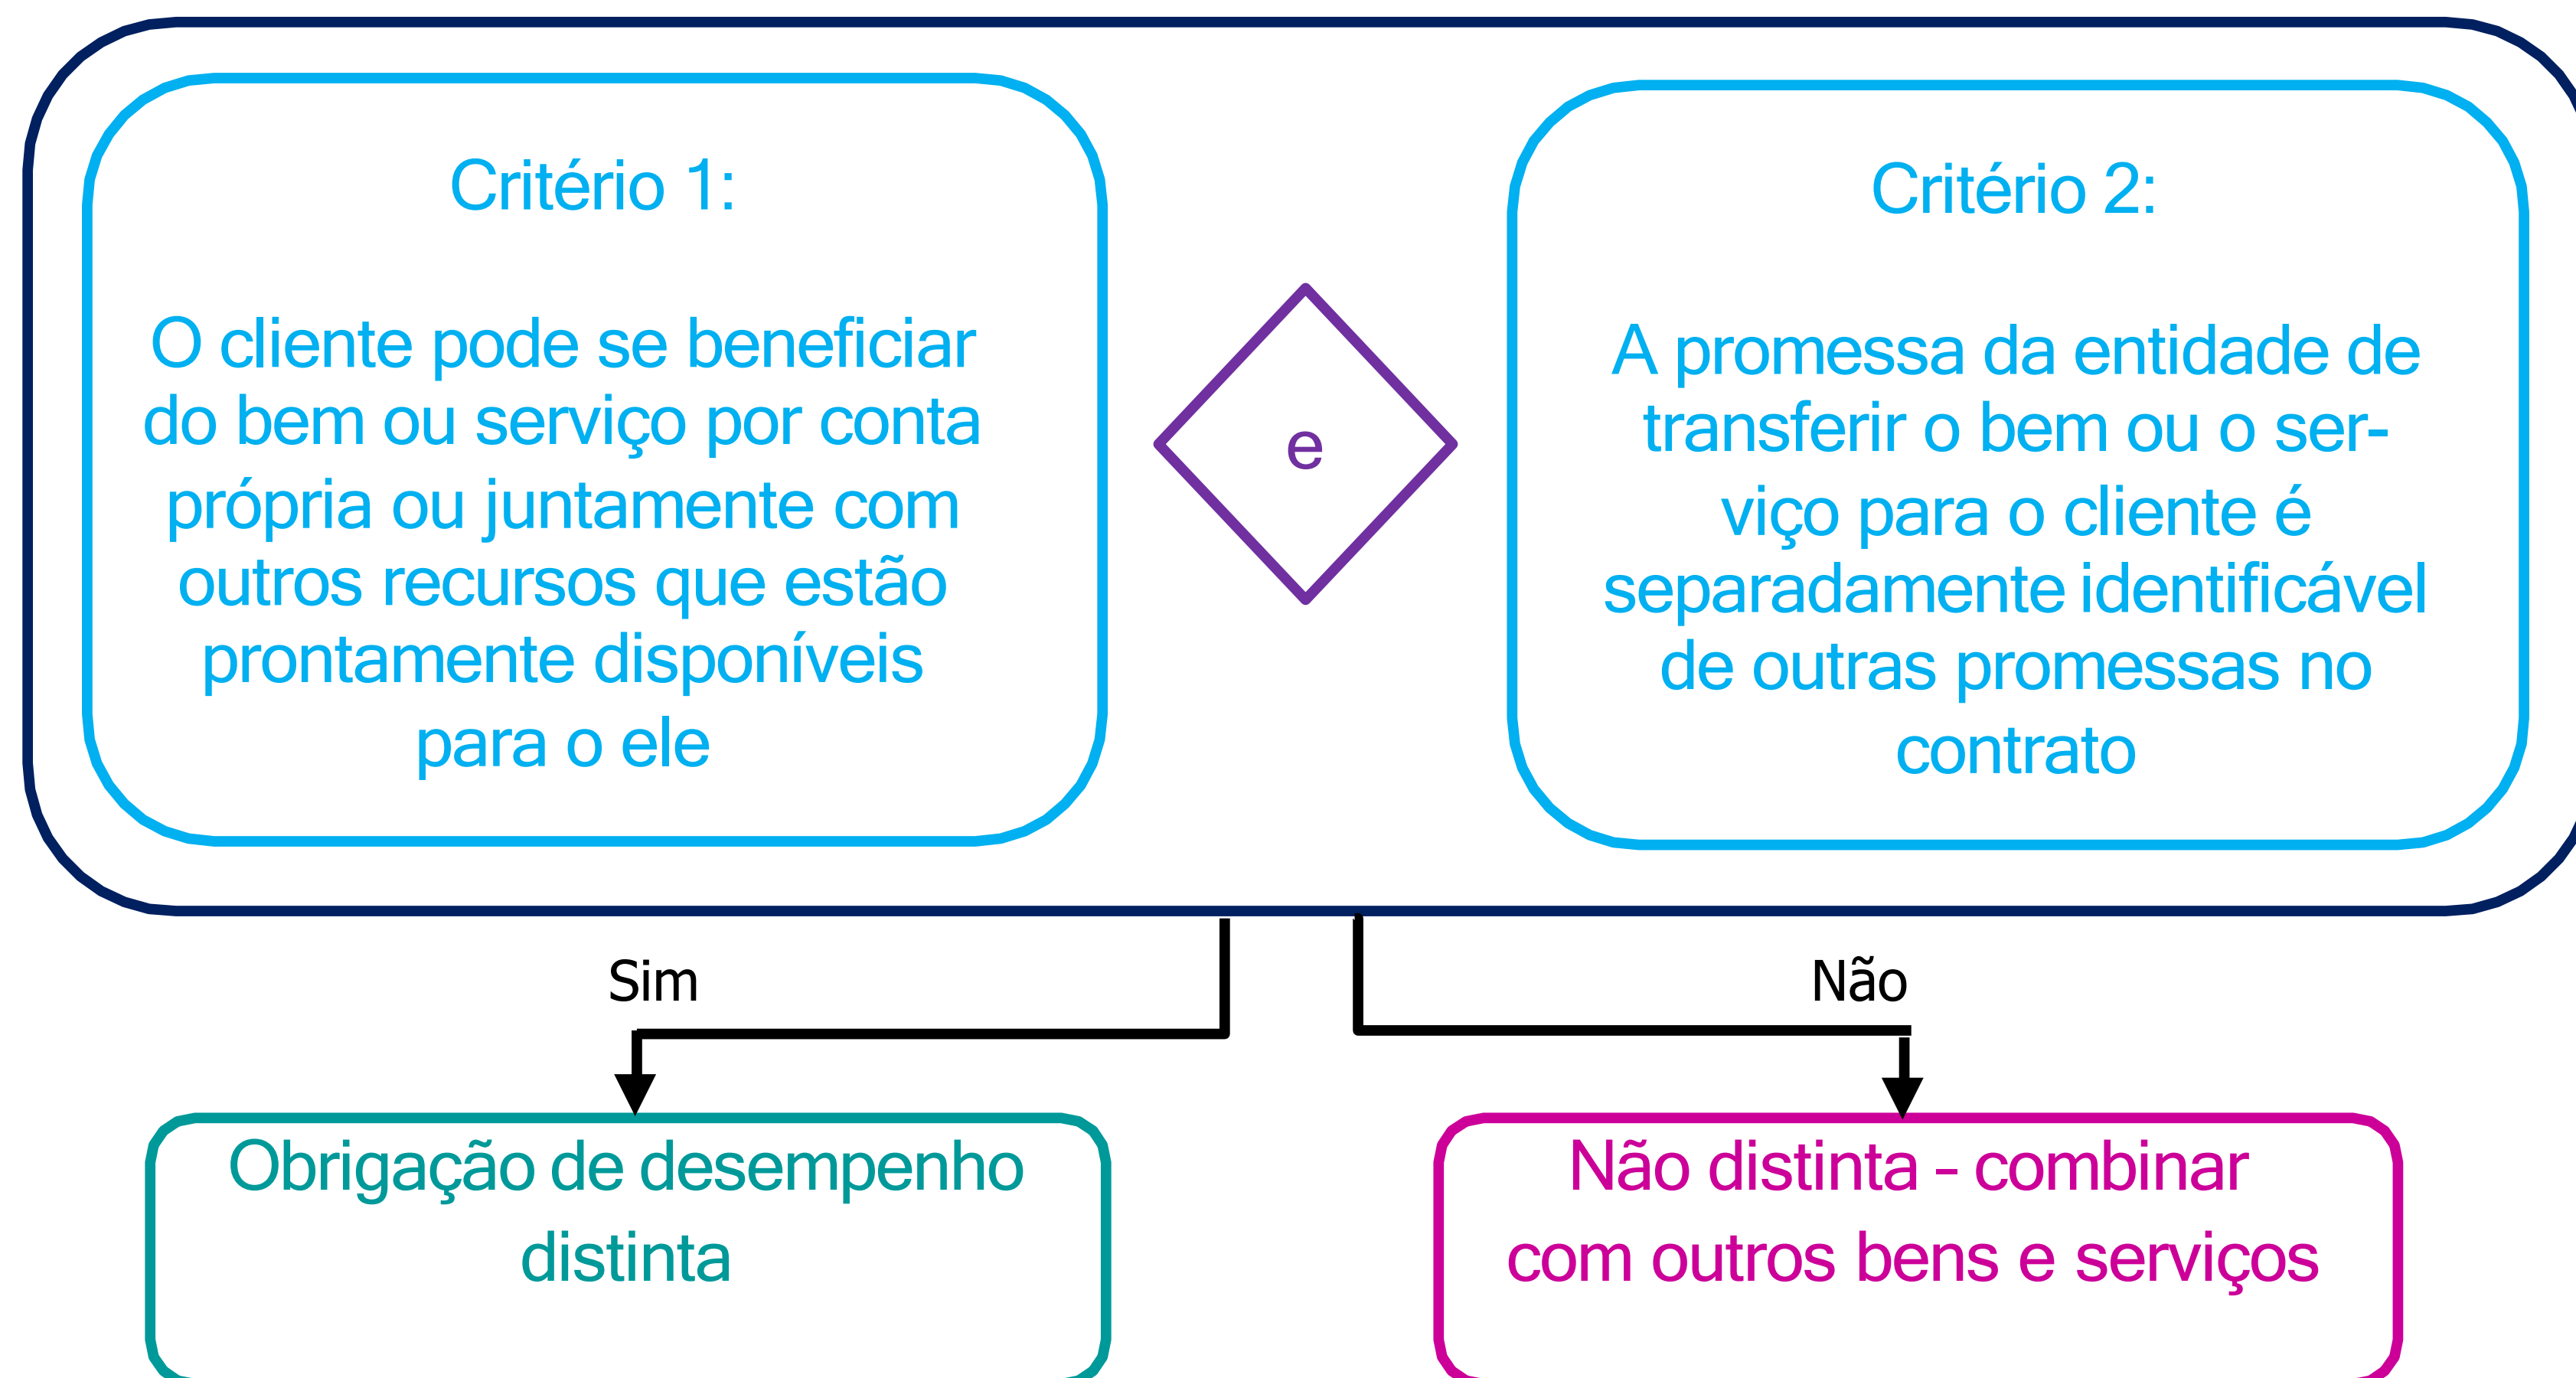 Critério 1:
O cliente pode se beneficiar
do bem ou serviço por conta
própria ou juntamente com
outros recursos que estão
prontamente disponíveis
para o ele
e
Critério 2:
A promessa da entidade de
transferir o bem ou o ser-
viço para o cliente é
separadamente identificável
de outras promessas no
contrato
Sim
Não
Obrigação de desempenho
distinta
Não distinta - combinar
com outros bens e serviços